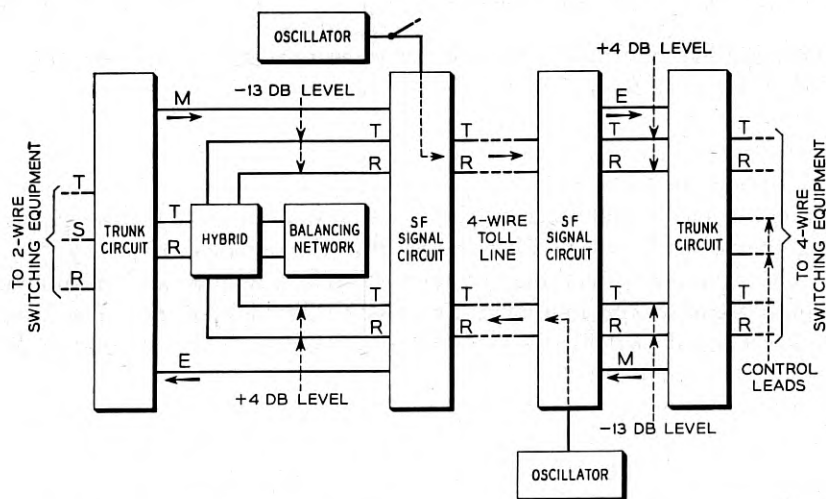 OSCILLATOR
+4 DB LEVEL
M
-13 DB LEVEL
E
T
T
T
T
R
R
R
R
TO 2-WIRE
SWITCHING EQUIPMENT
T
S
R
TRUNK
CIRCUIT
T
R
HYBRID
BALANCING
NETWORK
SF
SIGNAL
CIRCUIT
4-WIRE
TOLL
LINE
SF
SIGNAL
CIRCUIT
TRUNK
CIRCUIT
TO 4-WIRE
SWITCHING EQUIPMENT
T
T
T
T
R
R
R
R
E
M
CONTROL
LEADS
+4 DB LEVEL
-13 DB LEVEL
OSCILLATOR